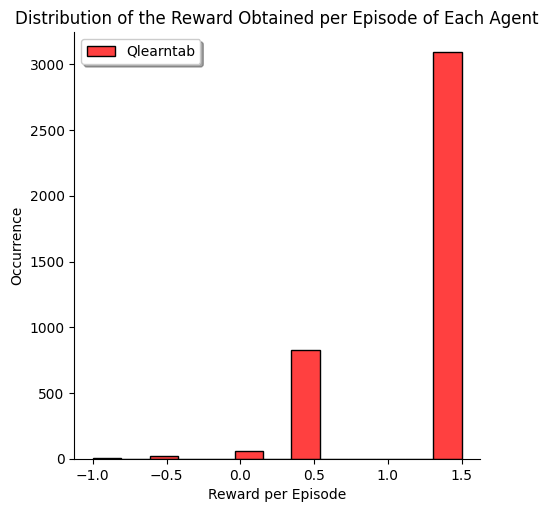 Distribution of the Reward Obtained per Episode of Each Agent
Qlearntab
3000
2500
2000
1500
1000
500
0
Occurrence
−1.0 −0.5 0.0 0.5 1.0 1.5
Reward per Episode